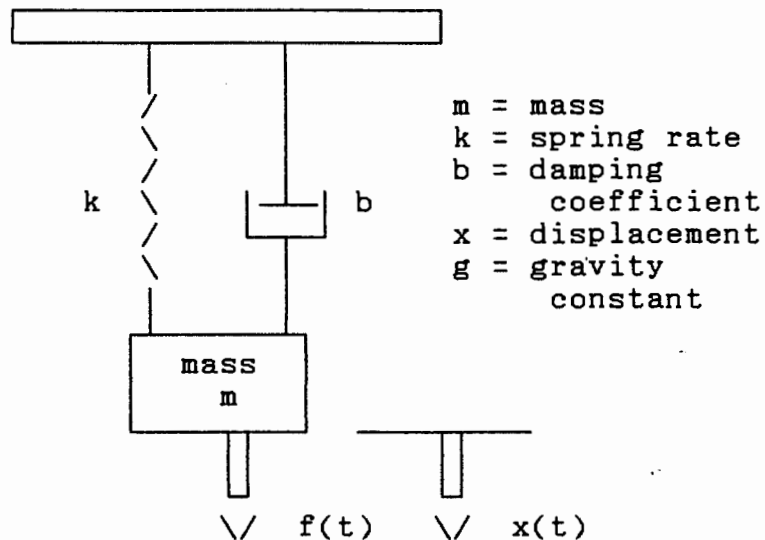 m = mass
k = spring rate
b = damping
coefficient
x = displacement
g = gravity
constant
k
b
mass
m
f(t)
x(t)